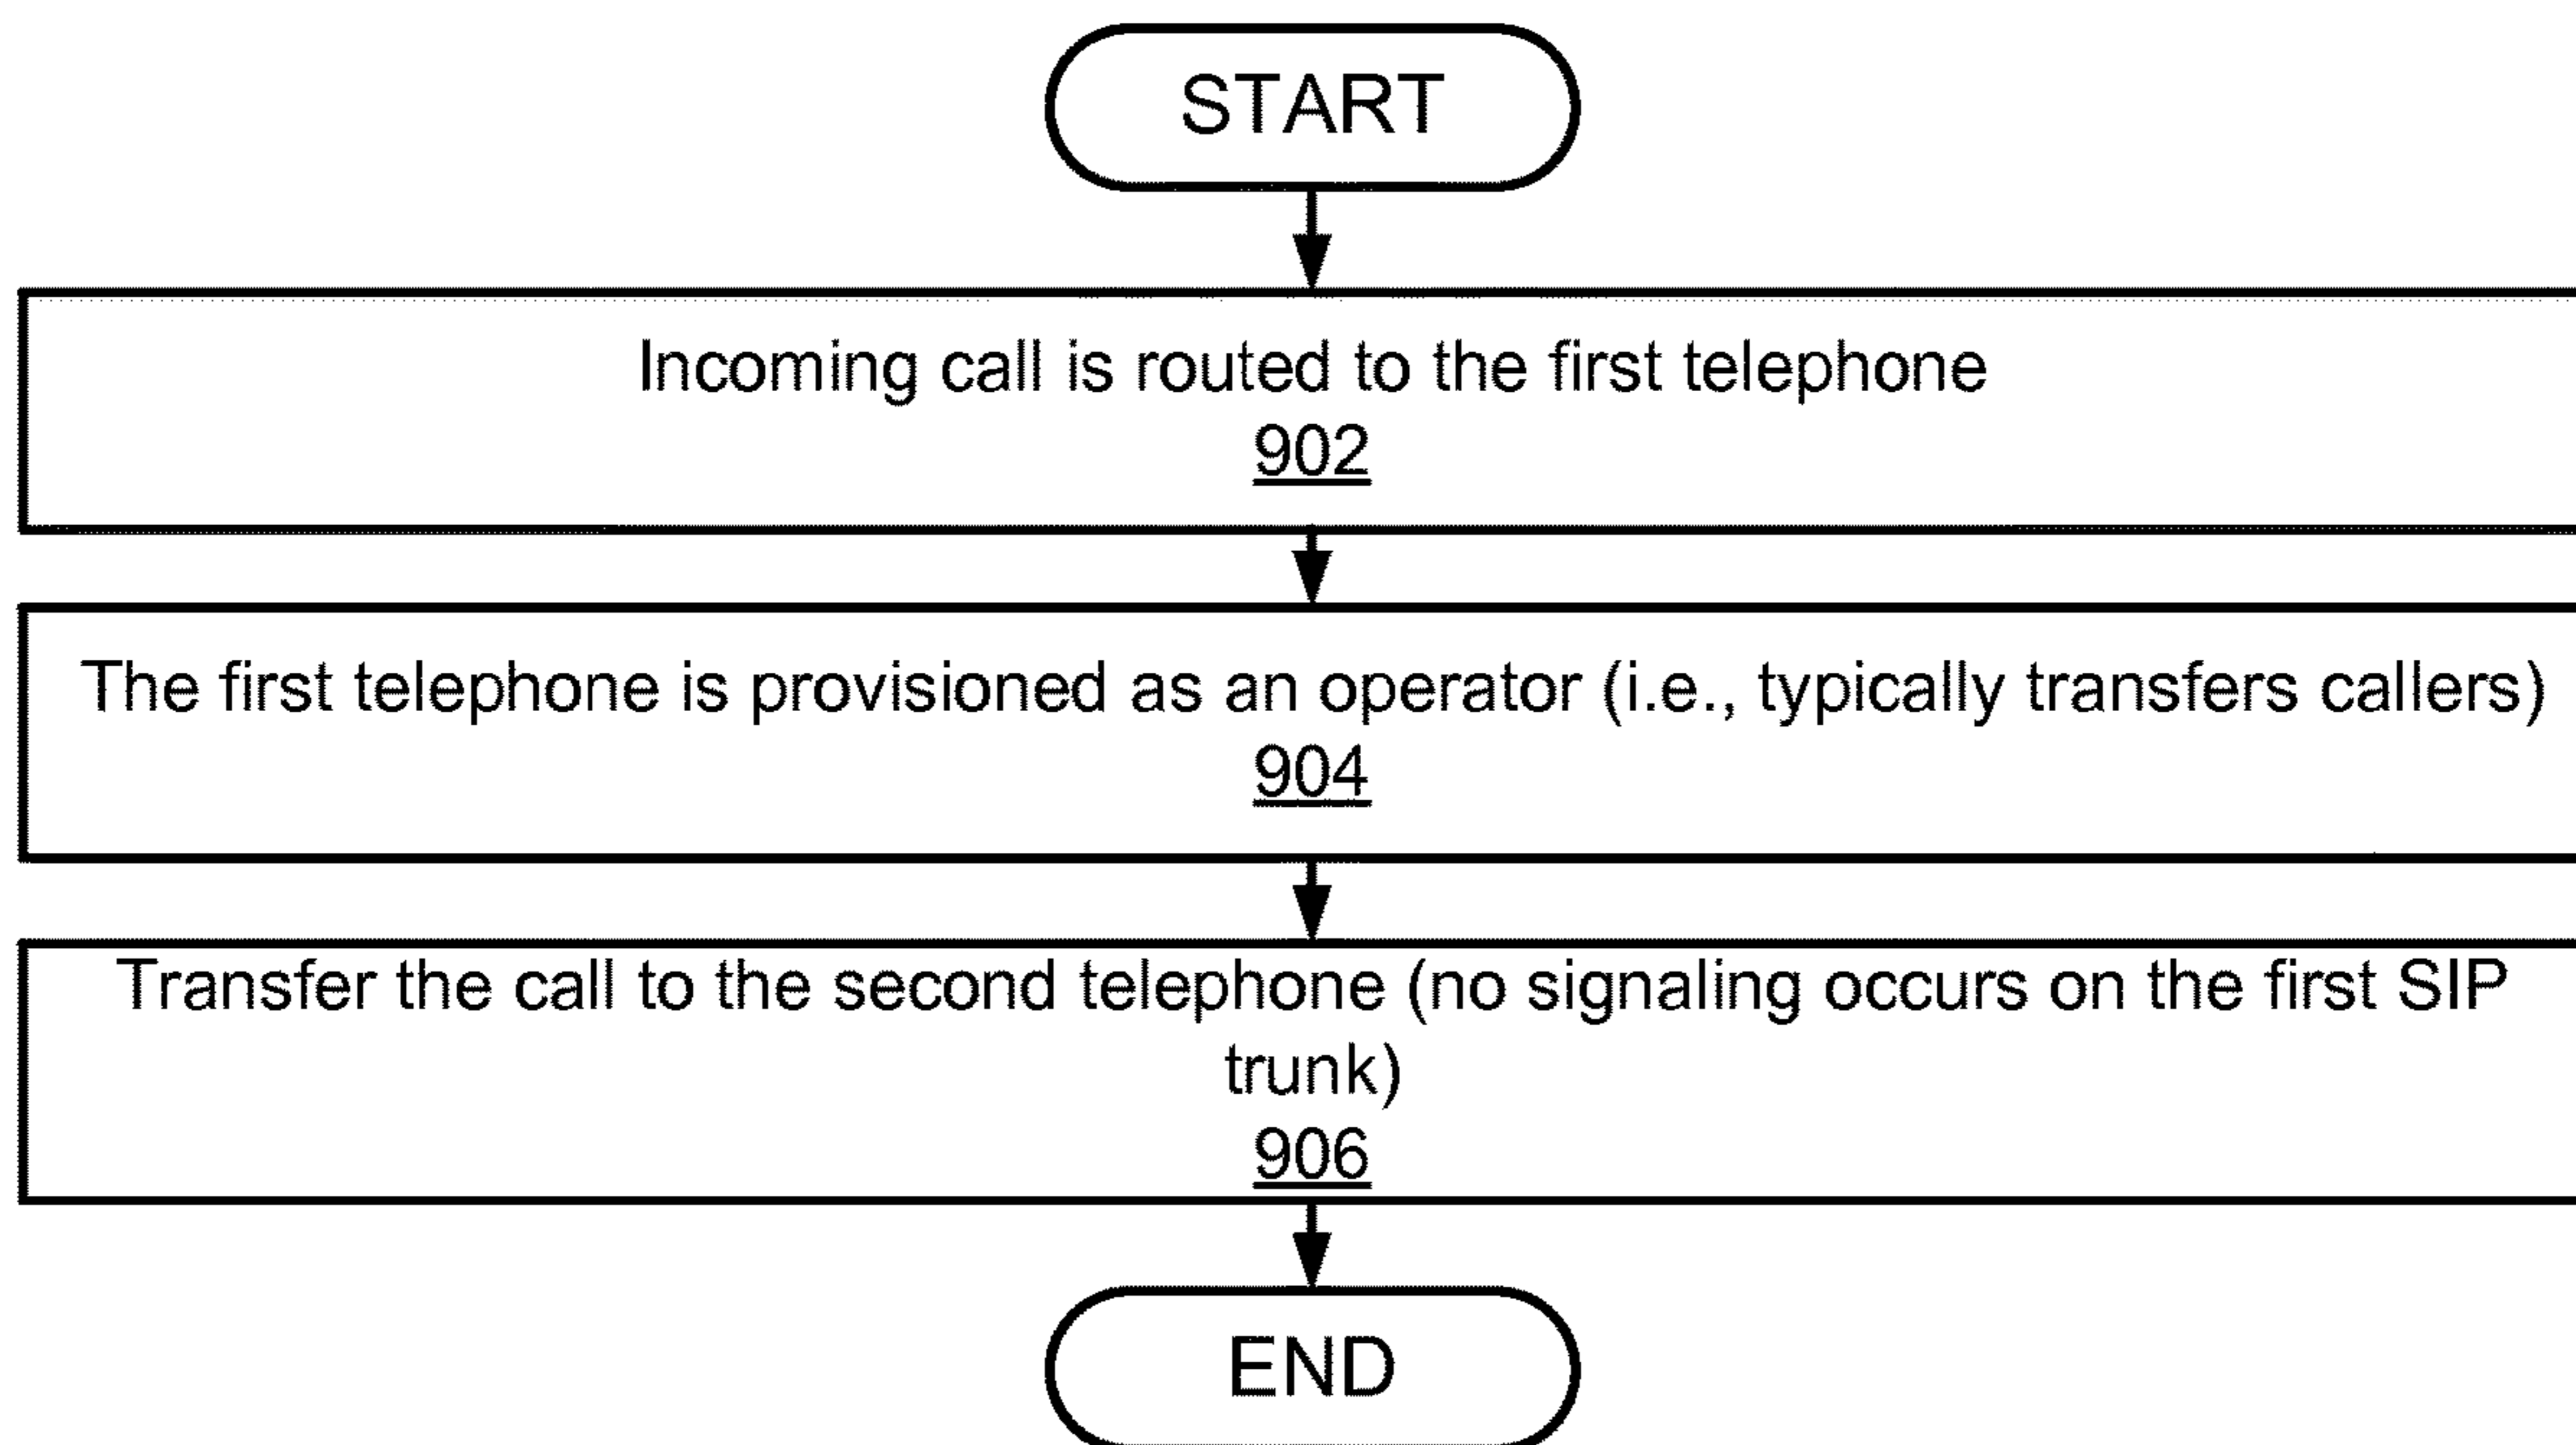 START
Incoming call is routed to the first telephone
902
The first telephone is provisioned as an operator (i.e., typically transfers callers)
904
Transfer the call to the second telephone (no signaling occurs on the first SIP
trunk)
906
END